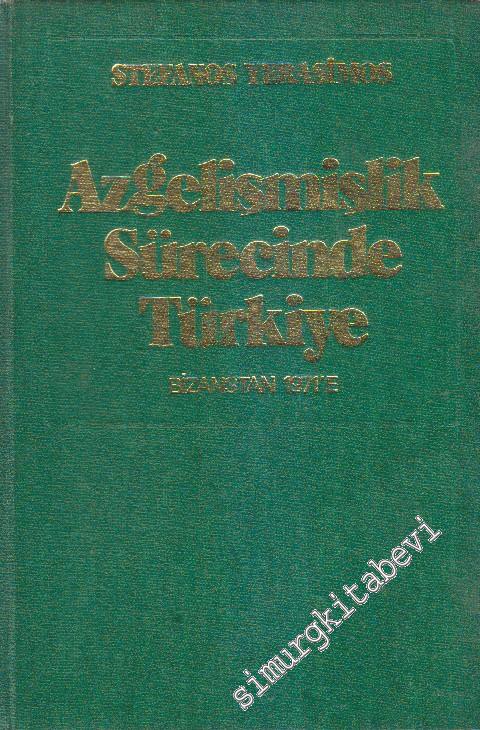 STEFANOS YERASİMOS
Azgelişmişlik
Sürecinde
Türkiye
BİZANSTAN 1971'E
simurgkitabevi